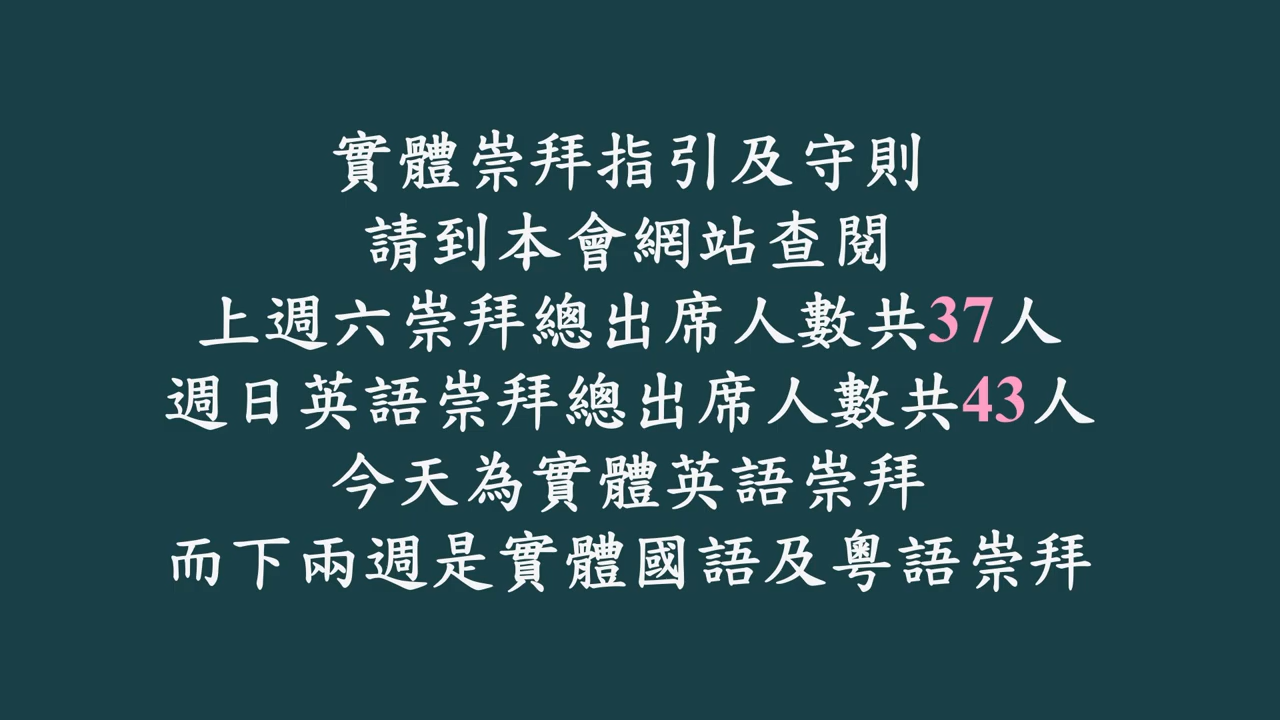 實體崇拜指引及守則
請到本會網站查閱
上週六崇拜總出席人數共37人
週日英語崇拜總出席人數共43人
今天為實體英語崇拜
而下兩週是實體國語及粵語崇拜